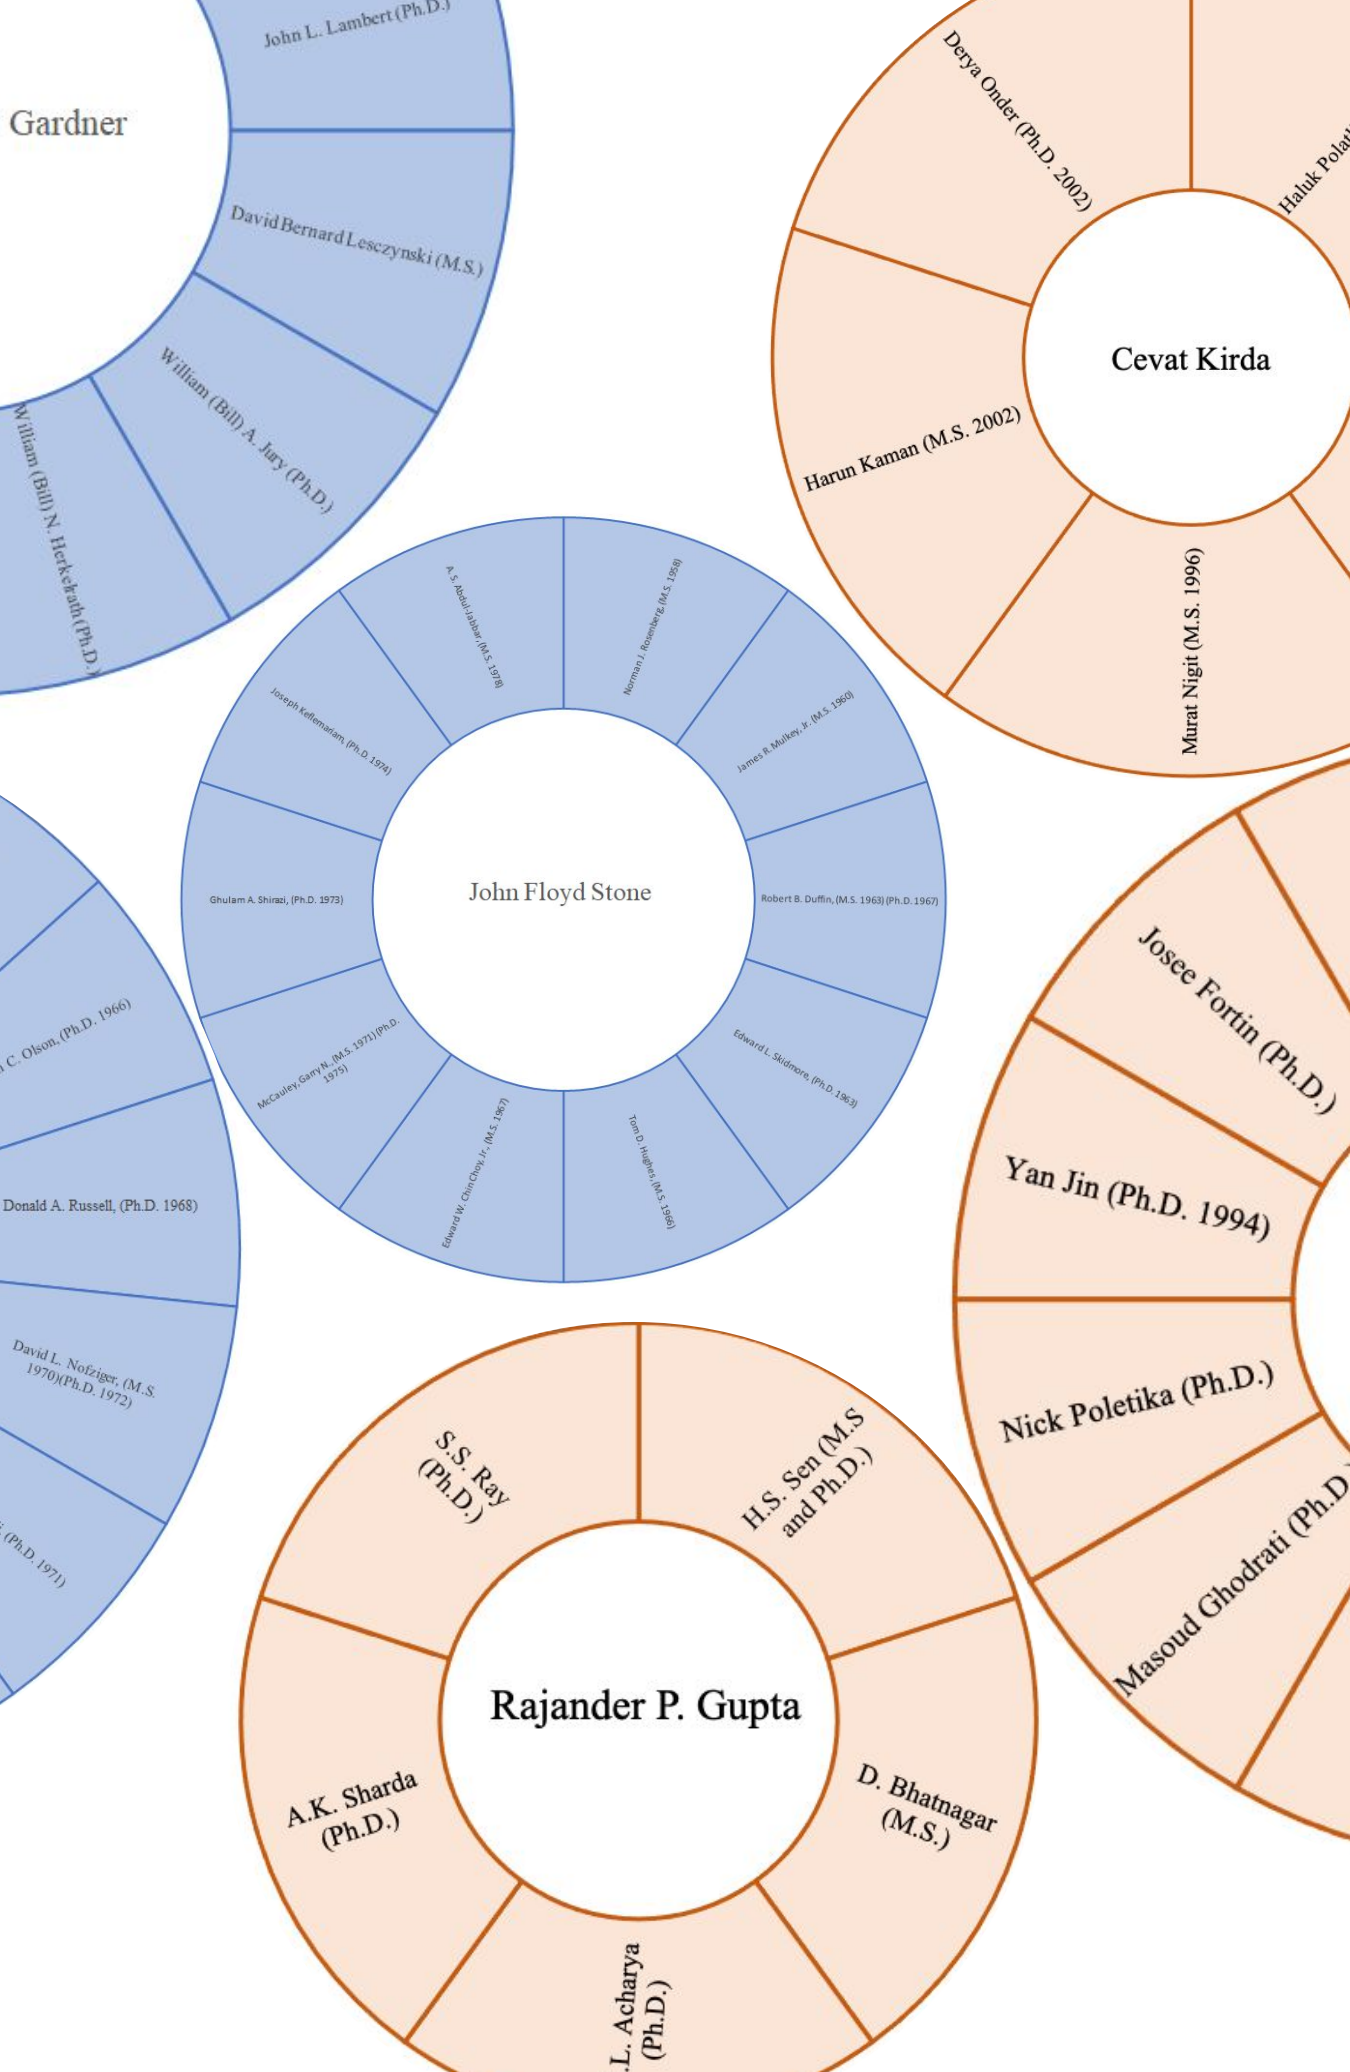 John L. Lambert (Ph.D.)
Gardner
David Bernard Lesczynski (M.S.)
William (Bill) A. Jury (Ph.D.)
William (Bill) N. Herkelrath (Ph.D.)
Derya Onder (Ph.D. 2002)
Haluk
Cevat Kirda
Harun Kaman (M.S. 2002)
Murat Nigit (M.S. 1996)
A. S. Abdul-Jabbar, (M.S. 1978)
Norman J. Rosenberg, (M.S. 1958)
Joseph Keflemariam, (Ph.D. 1974)
James R. Mulkey, Jr. (M.S. 1960)
John Floyd Stone
Ghulam A. Shirazi, (Ph.D. 1973)
Robert B. Duffin, (M.S. 1963) (Ph.D. 1967)
McCauley, Garry N., (M.S. 1971) (Ph.D.
1975)
Edward L. Skidmore, (Ph.D. 1963)
Edward W. Chin Choy, Jr., (M.S. 1967)
Tom D. Hughes, (M.S. 1966)
C. Olson, (Ph.D. 1966)
Donald A. Russell, (Ph.D. 1968)
David L. Nofziger, (M.S.
1970)(Ph.D. 1972)
(Ph.D. 1971)
Josee Fortin (Ph.D.)
Yan Jin (Ph.D. 1994)
Nick Poletika (Ph.D.)
Masoud Ghodrati (Ph.D.)
S.S. Ray
(Ph.D.)
H.S. Sen (M.S
and Ph.D.)
Rajander P. Gupta
A.K. Sharda
(Ph.D.)
D. Bhatnagar
(M.S.)
.L. Acharya
(Ph.D.)